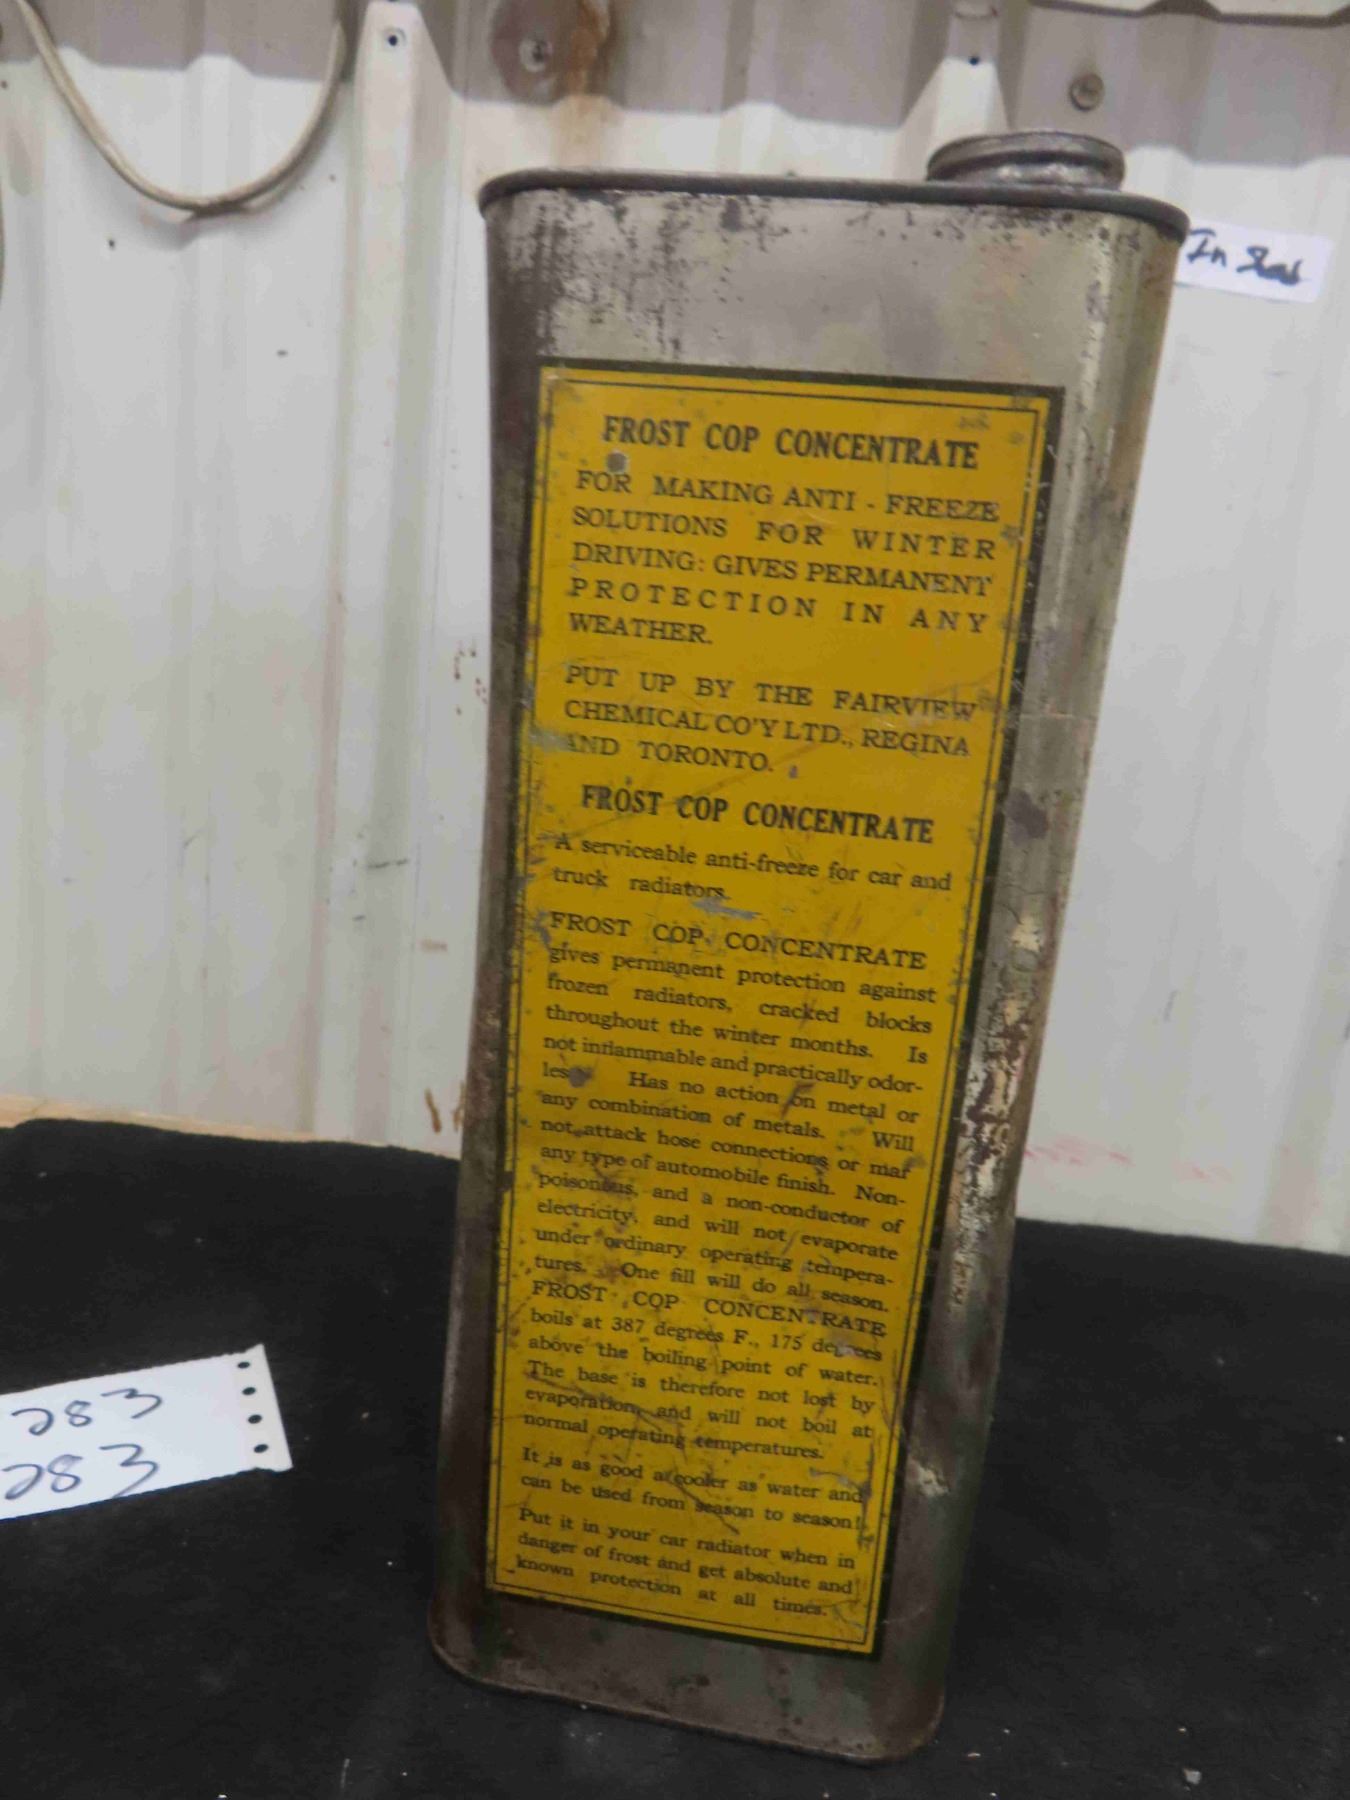 In Shed
FROST COP CONCENTRATE
FOR MAKING ANTI - FREEZE
SOLUTIONS FOR WINTER
DRIVING: GIVES PERMANENT
PROTECTION IN ANY
WEATHER.
PUT UP BY THE FAIRVIEW
CHEMICAL CO'Y LTD., REGINA
AND TORONTO.
FROST COP CONCENTRATE
A serviceable anti-freeze for car and
truck radiators.
FROST COP CONCENTRATE
gives permanent protection against
frozen radiators, cracked blocks
throughout the winter months. Is
not inflammable and practically odor-
less. Has no action on metal or
any combination of metals. Will
not attack hose connections or mar
any type of automobile finish. Non-
poisonous, and a non-conductor of
electricity, and will not evaporate
under ordinary operating tempera-
tures. One fill will do all season.
FROST COP CONCENTRATE
boils at 387 degrees F., 175 degrees
above the boiling point of water.
The base is therefore not lost by
evaporation, and will not boil at
normal operating temperatures.
It is as good a cooler as water and
can be used from season to season!
Put it in your car radiator when in
danger of frost and get absolute and
known protection at all times.
283
283